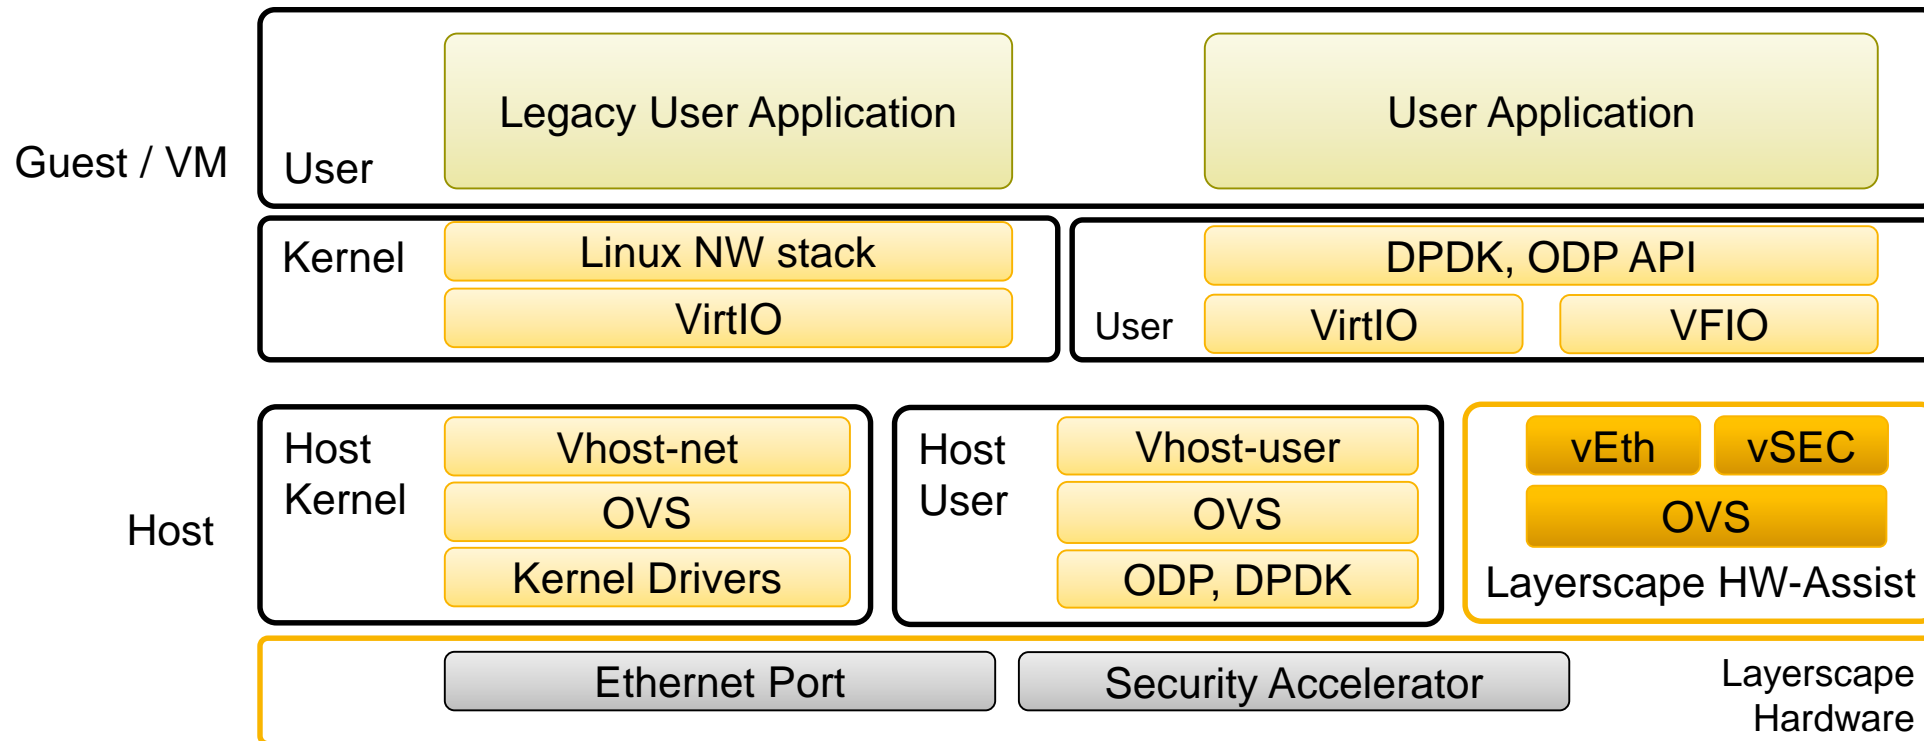 Guest / VM
User
Legacy User Application
User Application
Kernel
Linux NW stack
VirtIO
User
DPDK, ODP API
VirtIO
VFIO
Host
Host
Kernel
Vhost-net
OVS
Kernel Drivers
Host
User
Vhost-user
OVS
ODP, DPDK
vEth
vSEC
OVS
Layerscape HW-Assist
Ethernet Port
Security Accelerator
Layerscape
Hardware